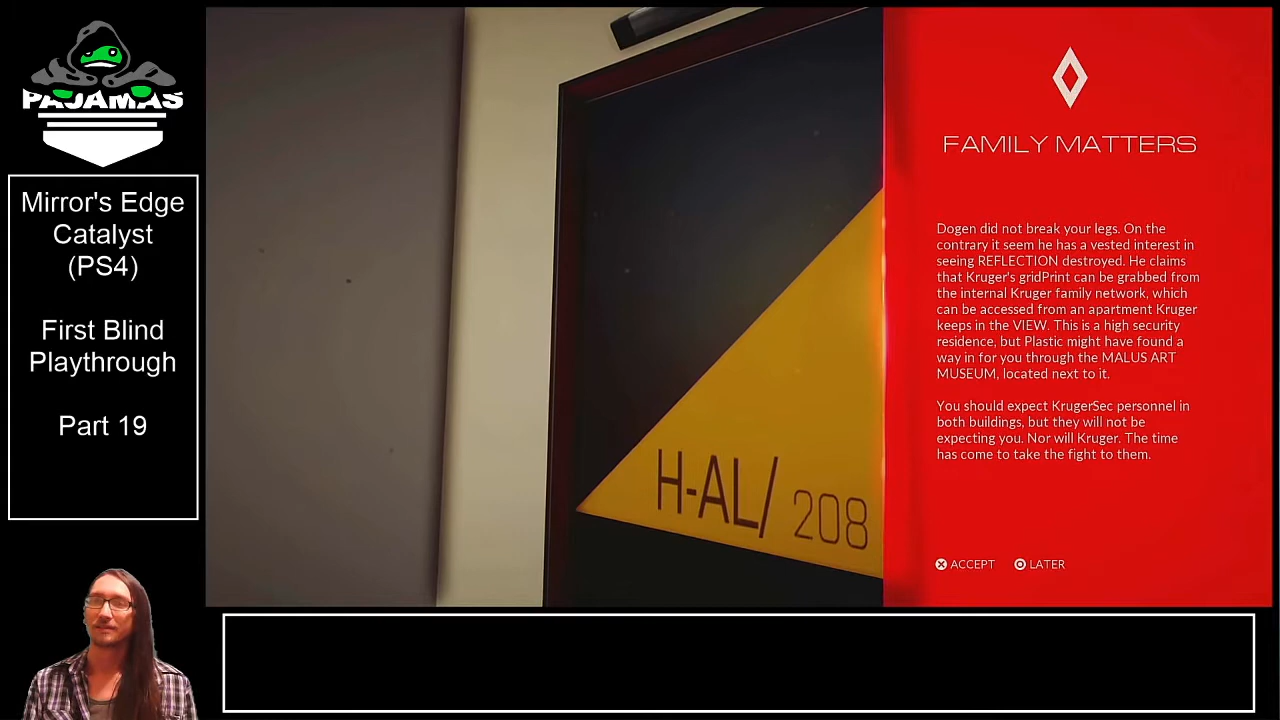 PAJAMAS
Mirror's Edge
Catalyst
(PS4)
First Blind
Playthrough
Part 19
H-AL/ 208
FAMILY MATTERS
Dogen did not break your legs. On the
contrary it seem he has a vested interest in
seeing REFLECTION destroyed. He claims
that Kruger's gridPrint can be grabbed from
the internal Kruger family network, which
can be accessed from an apartment Kruger
keeps in the VIEW. This is a high security
residence, but Plastic might have found a
way in for you through the MALUS ART
MUSEUM, located next to it.
You should expect KrugerSec personnel in
both buildings, but they will not be
expecting you. Nor will Kruger. The time
has come to take the fight to them.
ACCEPT LATER